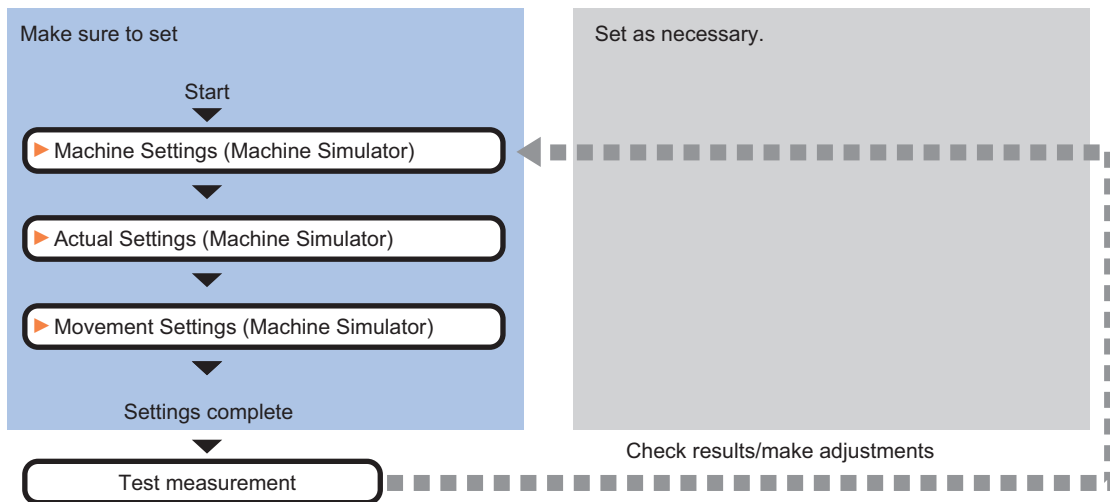 Make sure to set
Start
Machine Settings (Machine Simulator)
Actual Settings (Machine Simulator)
Movement Settings (Machine Simulator)
Settings complete
Test measurement
Set as necessary.
Check results/make adjustments